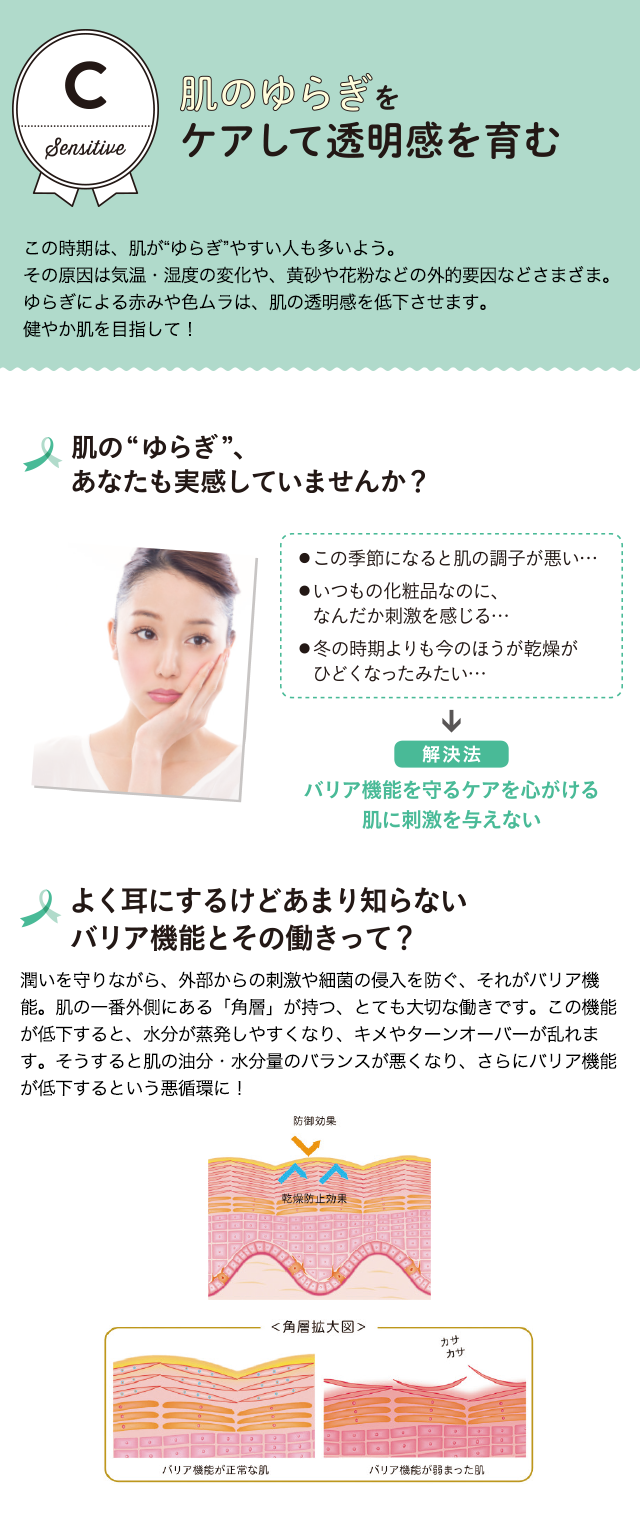 C
Sensitive
肌のゆらぎを
ケアして透明感を育む
この時期は、肌が“ゆらぎ”やすい人も多いよう。
その原因は気温・湿度の変化や、黄砂や花粉などの外的要因などさまざま。
ゆらぎによる赤みや色ムラは、肌の透明感を低下させます。
健やか肌を目指して！
肌の“ゆらぎ”、
あなたも実感していませんか？
●この季節になると肌の調子が悪い…
●いつもの化粧品なのに、
なんだか刺激を感じる…
●冬の時期よりも今のほうが乾燥が
ひどくなったみたい…
解決法
バリア機能を守るケアを心がける
肌に刺激を与えない
よく耳にするけどあまり知らない
バリア機能とその働きって？
潤いを守りながら、外部からの刺激や細菌の侵入を防ぐ、それがバリア機
能。肌の一番外側にある「角層」が持つ、とても大切な働きです。この機能
が低下すると、水分が蒸発しやすくなり、キメやターンオーバーが乱れま
す。そうすると肌の油分・水分量のバランスが悪くなり、さらにバリア機能
が低下するという悪循環に！
防御効果
乾燥防止効果
＜角層拡大図＞
カサ
カサ
バリア機能が正常な肌
バリア機能が弱まった肌